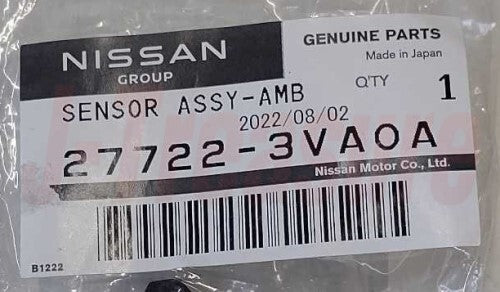 NISSAN
GROUP
GENUINE PARTS
Made in Japan
SENSOR ASSY-AMB
Q'TY 1
2022/08/02
27722-3VA0A
Nissan Motor Co., Ltd.
B1222